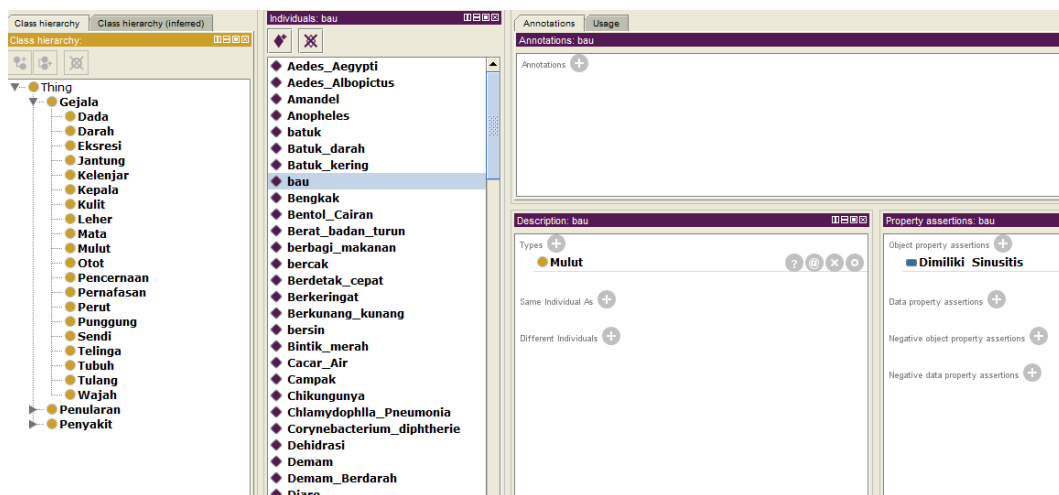 Class hierarchy
Class hierarchy (inferred)
Class hierarchy:
Thing
Gejala
Dada
Darah
Eksresi
Jantung
Kelenjar
Kepala
Kulit
Leher
Mata
Mulut
Otot
Pencernaan
Pernafasan
Perut
Punggung
Sendi
Telinga
Tubuh
Tulang
Wajah
Penularan
Penyakit
Individuals: bau
Aedes_Aegypti
Aedes_Albopictus
Amandel
Anopheles
batuk
Batuk_darah
Batuk_kering
bau
Bengkak
Bentol_Cairan
Berat_badan_turun
berbagi_makanan
bercak
Berdetak_cepat
Berkeringat
Berkunang_kunang
bersin
Bintik_merah
Cacar_Air
Campak
Chikungunya
Chlamydophlla_Pneumonia
Corynebacterium_diphtherie
Dehidrasi
Demam
Demam_Berdarah
Diare
Annotations
Usage
Annotations: bau
Annotations
Description: bau
Types
Mulut
Same Individual As
Different Individuals
Property assertions: bau
Object property assertions
Dimiliki Sinusitis
Data property assertions
Negative object property assertions
Negative data property assertions